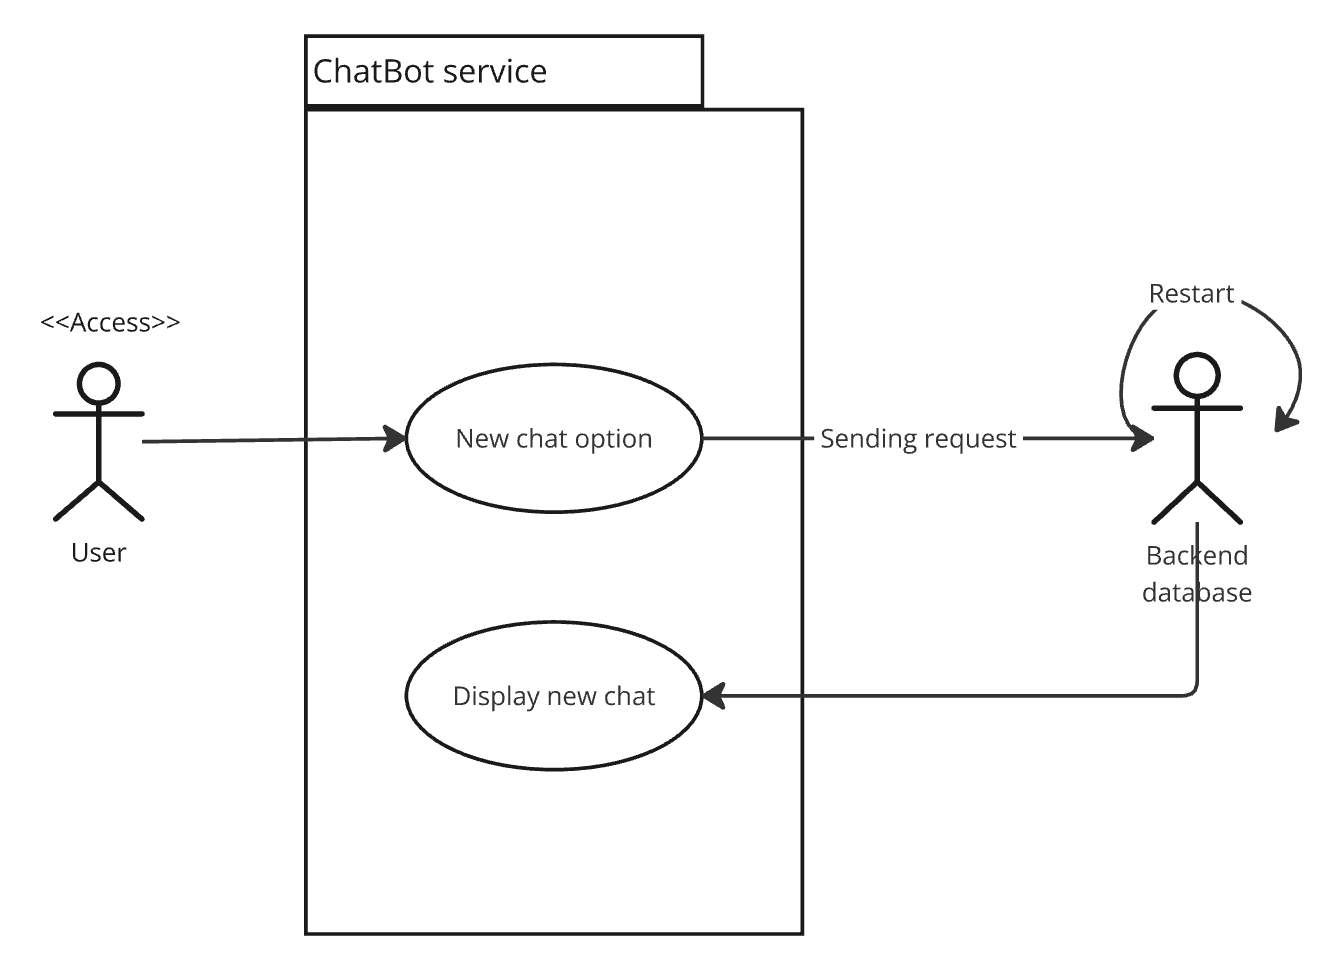 ChatBot service
<<Access>>
User
New chat option
Sending request
Restart
Backend
database
Display new chat